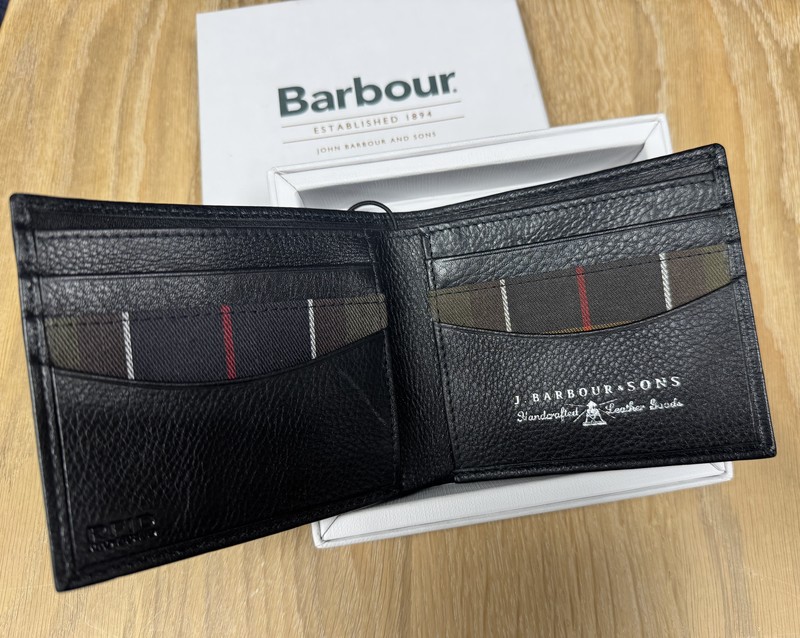 Barbour
ESTABLISHED 1894
JOHN BARBOUR AND SONS
J. BARBOUR & SONS
Handcrafted Leather Goods